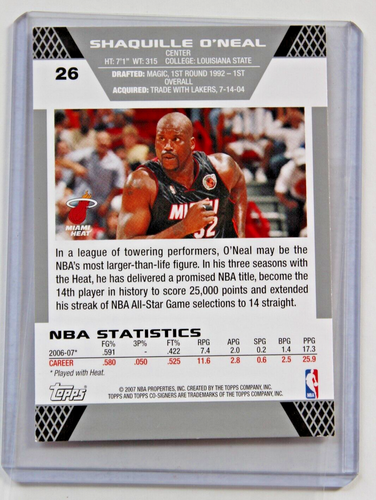 SHAQUILLE O'NEAL
CENTER
HT: 7'1" WT: 315 COLLEGE: LOUISIANA STATE
26
DRAFTED: MAGIC, 1ST ROUND 1992 – 1ST
OVERALL
ACQUIRED: TRADE WITH LAKERS, 7-14-04
MIAMI
32
MIAMI
HEAT
In a league of towering performers, O'Neal may be the
NBA's most larger-than-life figure. In his three seasons with
the Heat, he has delivered a promised NBA title, become the
14th player in history to score 25,000 points and extended
his streak of NBA All-Star Game selections to 14 straight.
NBA STATISTICS
FG% 3P% FT% RPG APG SPG BPG PPG
2006-07* .591 - .422 7.4 2.0 0.2 1.4 17.3
CAREER .580 .050 .525 11.6 2.8 0.6 2.5 25.9
* Played with Heat.
Topps
© 2007 NBA PROPERTIES, INC. CREATED BY THE TOPPS COMPANY, INC.
TOPPS AND TOPPS CO-SIGNERS ARE TRADEMARKS OF THE TOPPS COMPANY, INC.
NBA